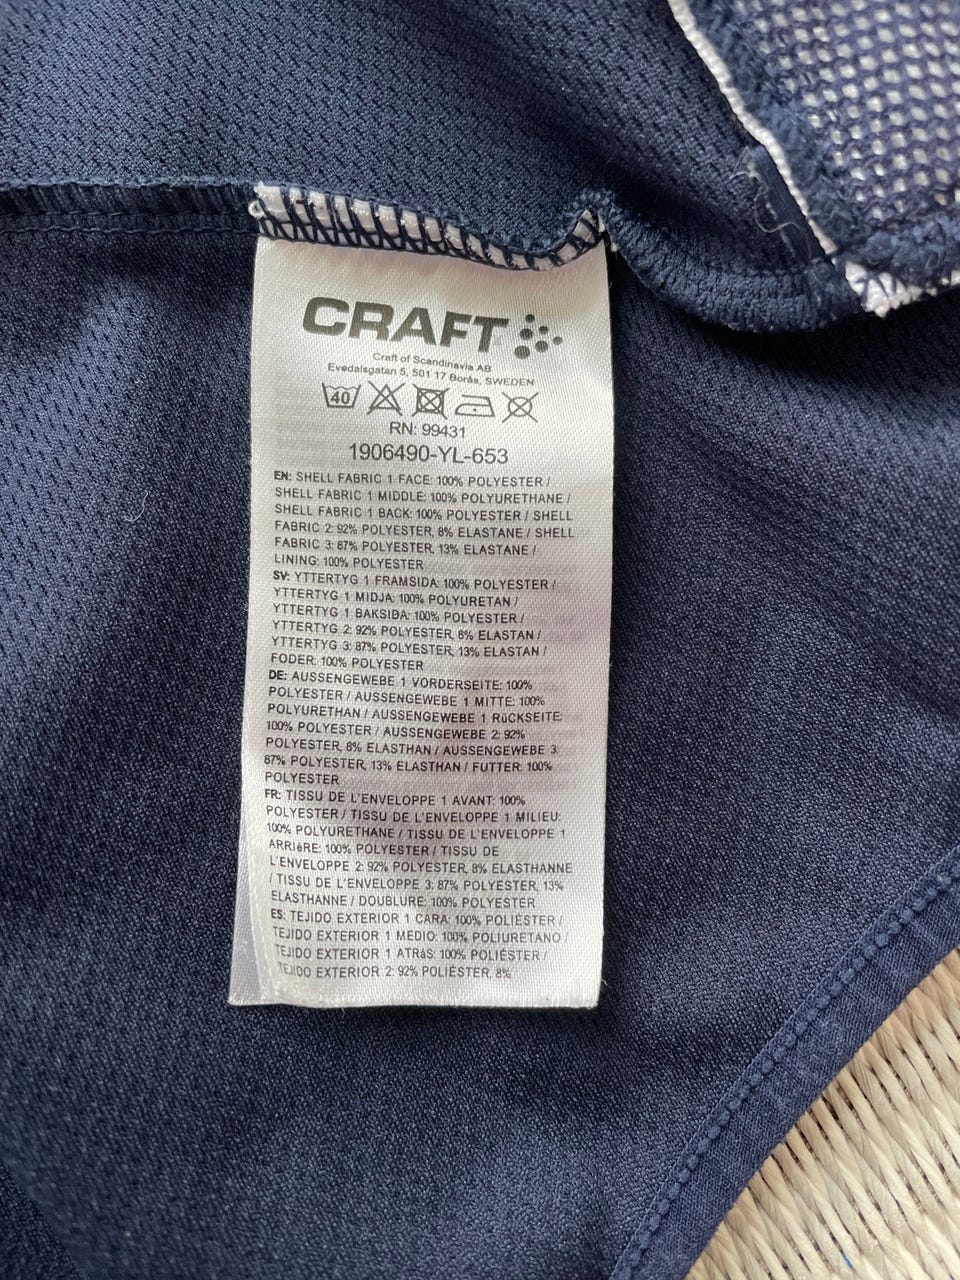 CRAFT
Craft of Scandinavia AB
Evedalsgatan 5, 501 17 Borås, SWEDEN
40
RN: 99431
1906490-YL-653
EN: SHELL FABRIC 1 FACE: 100% POLYESTER /
SHELL FABRIC 1 MIDDLE: 100% POLYURETHANE /
SHELL FABRIC 1 BACK: 100% POLYESTER / SHELL
FABRIC 2: 92% POLYESTER, 8% ELASTANE / SHELL
FABRIC 3: 87% POLYESTER, 13% ELASTANE /
LINING: 100% POLYESTER
SV: YTTERTYG 1 FRAMSIDA: 100% POLYESTER /
YTTERTYG 1 MIDJA: 100% POLYURETAN /
YTTERTYG 1 BAKSIDA: 100% POLYESTER /
YTTERTYG 2: 92% POLYESTER, 8% ELASTAN /
YTTERTYG 3: 87% POLYESTER, 13% ELASTAN /
FODER: 100% POLYESTER
DE: AUSSENGEWEBE 1 VORDERSEITE: 100%
POLYESTER / AUSSENGEWEBE 1 MITTE: 100%
POLYURETHAN / AUSSENGEWEBE 1 RüCKSEITE:
100% POLYESTER / AUSSENGEWEBE 2: 92%
POLYESTER, 8% ELASTHAN / AUSSENGEWEBE 3:
87% POLYESTER, 13% ELASTHAN / FUTTER: 100%
POLYESTER
FR: TISSU DE L'ENVELOPPE 1 AVANT: 100%
POLYESTER / TISSU DE L'ENVELOPPE 1 MILIEU:
100% POLYURETHANE / TISSU DE L'ENVELOPPE 1
ARRIèRE: 100% POLYESTER / TISSU DE
L'ENVELOPPE 2: 92% POLYESTER, 8% ELASTHANNE
/ TISSU DE L'ENVELOPPE 3: 87% POLYESTER, 13%
ELASTHANNE / DOUBLURE: 100% POLYESTER
ES: TEJIDO EXTERIOR 1 CARA: 100% POLIÉSTER /
TEJIDO EXTERIOR 1 MEDIO: 100% POLIURETANO /
TEJIDO EXTERIOR 1 ATRáS: 100% POLIÉSTER /
TEJIDO EXTERIOR 2: 92% POLIÉSTER, 8%